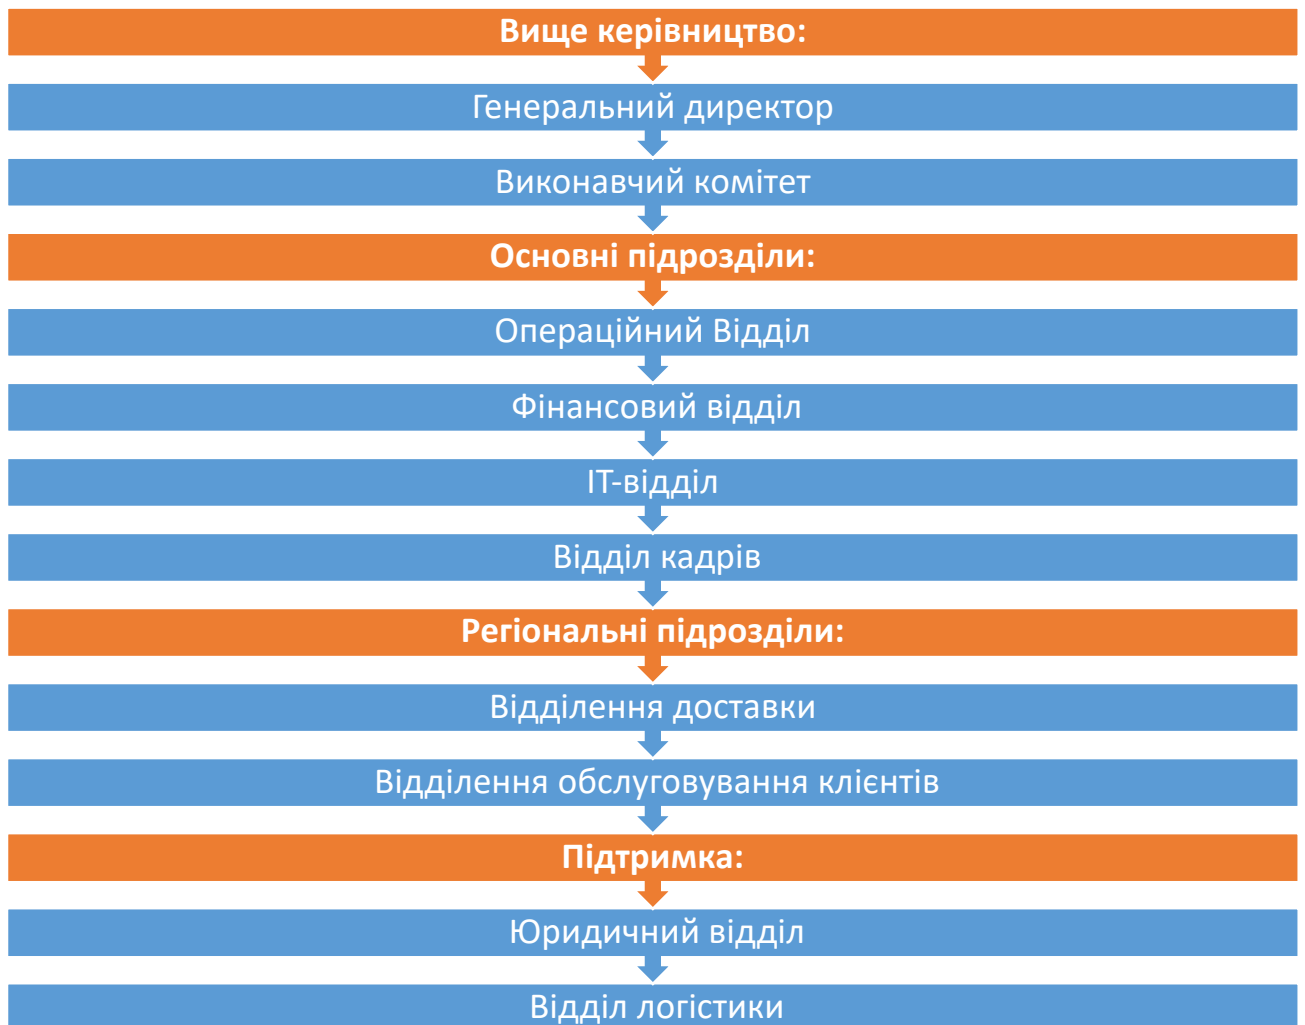 Вище керівництво:
Генеральний директор
Виконавчий комітет
Основні підрозділи:
Операційний Відділ
Фінансовий відділ
ІТ-відділ
Відділ кадрів
Регіональні підрозділи:
Відділення доставки
Відділення обслуговування клієнтів
Підтримка:
Юридичний відділ
Відділ логістики